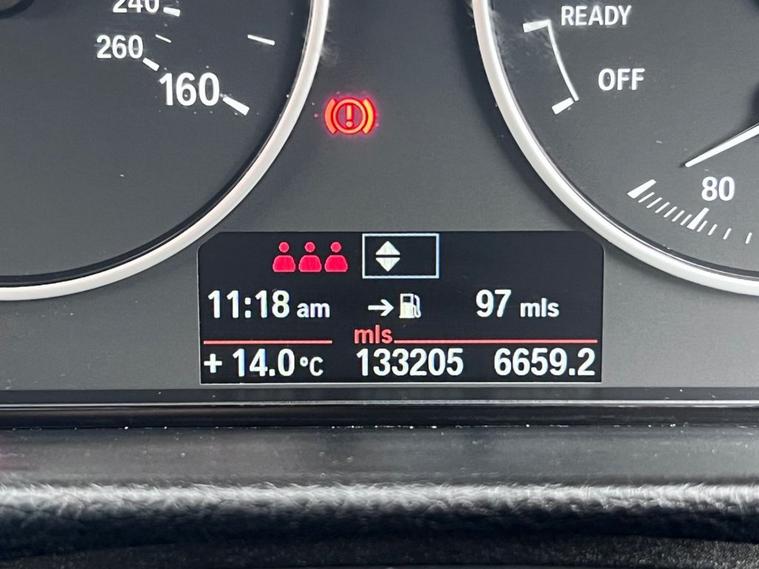 240
260
160
READY
OFF
80
11:18 am → 97 mls
mls
+ 14.0°C 133205 6659.2